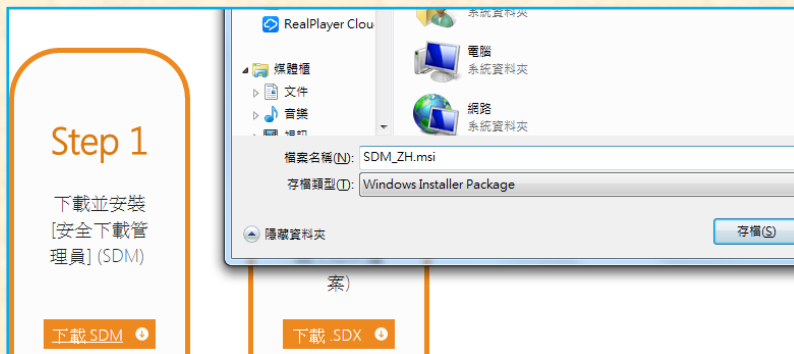 RealPlayer Clou
系統資料夾
媒體櫃
文件
音樂
視訊
電腦
系統資料夾
網路
系統資料夾
檔案名稱(N): SDM_ZH.msi
存檔類型(T): Windows Installer Package
隱藏資料夾
存檔(S)
Step 1
下載並安裝
[安全下載管
理員] (SDM)
下載 SDM
案)
下載 .SDX